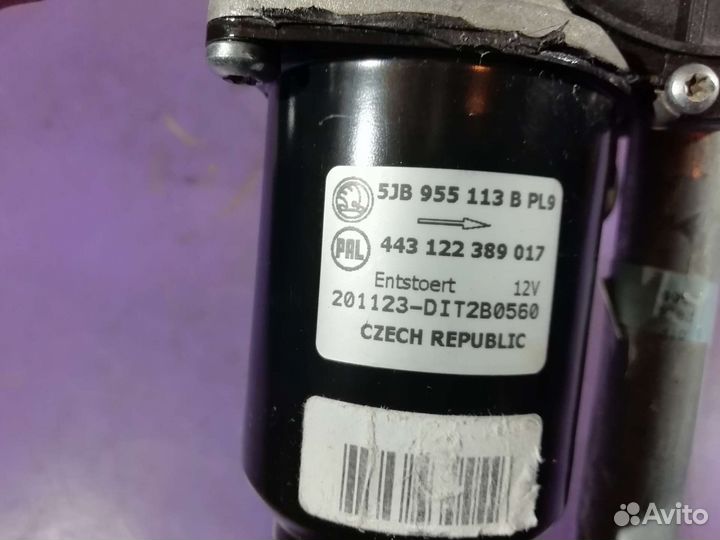 5JB 955 113 B PL9
PAL 443 122 389 017
Entstoert 12V
201123-DIT2B0560
CZECH REPUBLIC
Avito